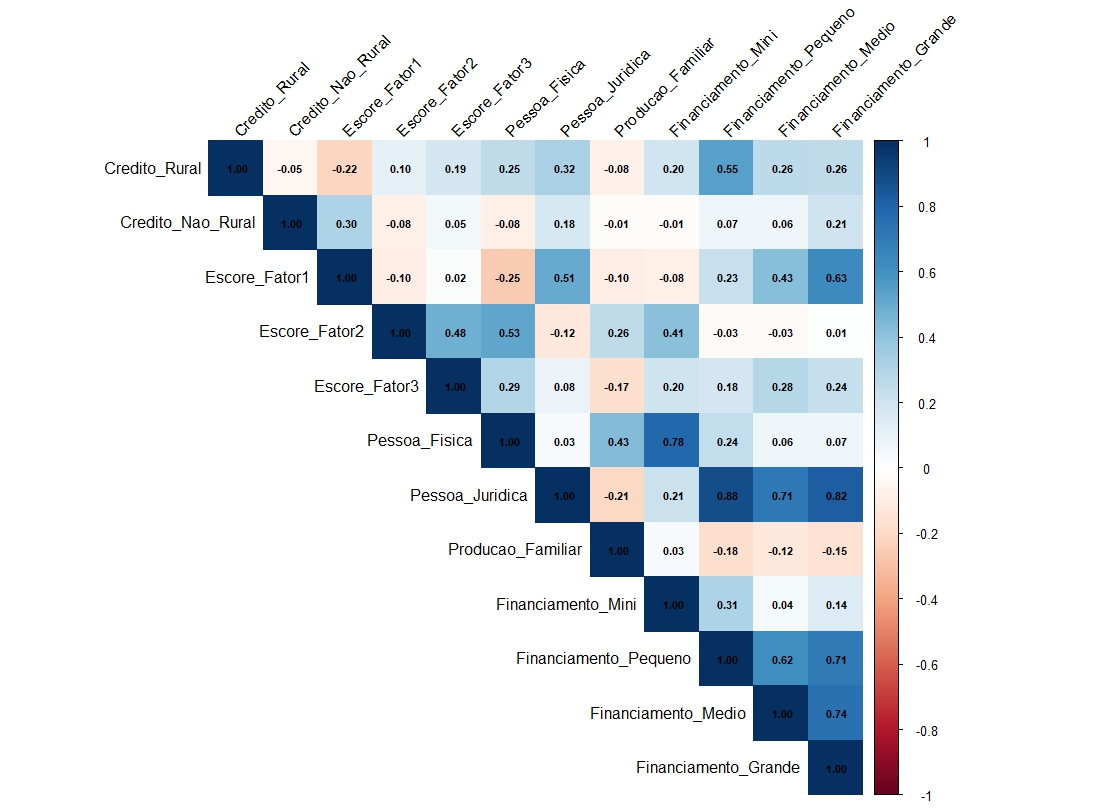 Credito_Rural
Credito_Nao_Rural
Escore_Fator1
Escore_Fator2
Escore_Fator3
Pessoa_Fisica
Pessoa_Juridica
Producao_Familiar
Financiamento_Mini
Financiamento_Pequeno
Financiamento_Medio
Financiamento_Grande
Credito_Rural 1.00 -0.05 -0.22 0.10 0.19 0.25 0.32 -0.08 0.20 0.55 0.26 0.26
Credito_Nao_Rural 1.00 0.30 -0.08 0.05 -0.08 0.18 -0.01 -0.01 0.07 0.06 0.21
Escore_Fator1 1.00 -0.10 0.02 -0.25 0.51 -0.10 -0.08 0.23 0.43 0.63
Escore_Fator2 1.00 0.48 0.53 -0.12 0.26 0.41 -0.03 -0.03 0.01
Escore_Fator3 1.00 0.29 0.08 -0.17 0.20 0.18 0.28 0.24
Pessoa_Fisica 1.00 0.03 0.43 0.78 0.24 0.06 0.07
Pessoa_Juridica 1.00 -0.21 0.21 0.88 0.71 0.82
Producao_Familiar 1.00 0.03 -0.18 -0.12 -0.15
Financiamento_Mini 1.00 0.31 0.04 0.14
Financiamento_Pequeno 1.00 0.62 0.71
Financiamento_Medio 1.00 0.74
Financiamento_Grande 1.00
1
0.8
0.6
0.4
0.2
0
-0.2
-0.4
-0.6
-0.8
-1